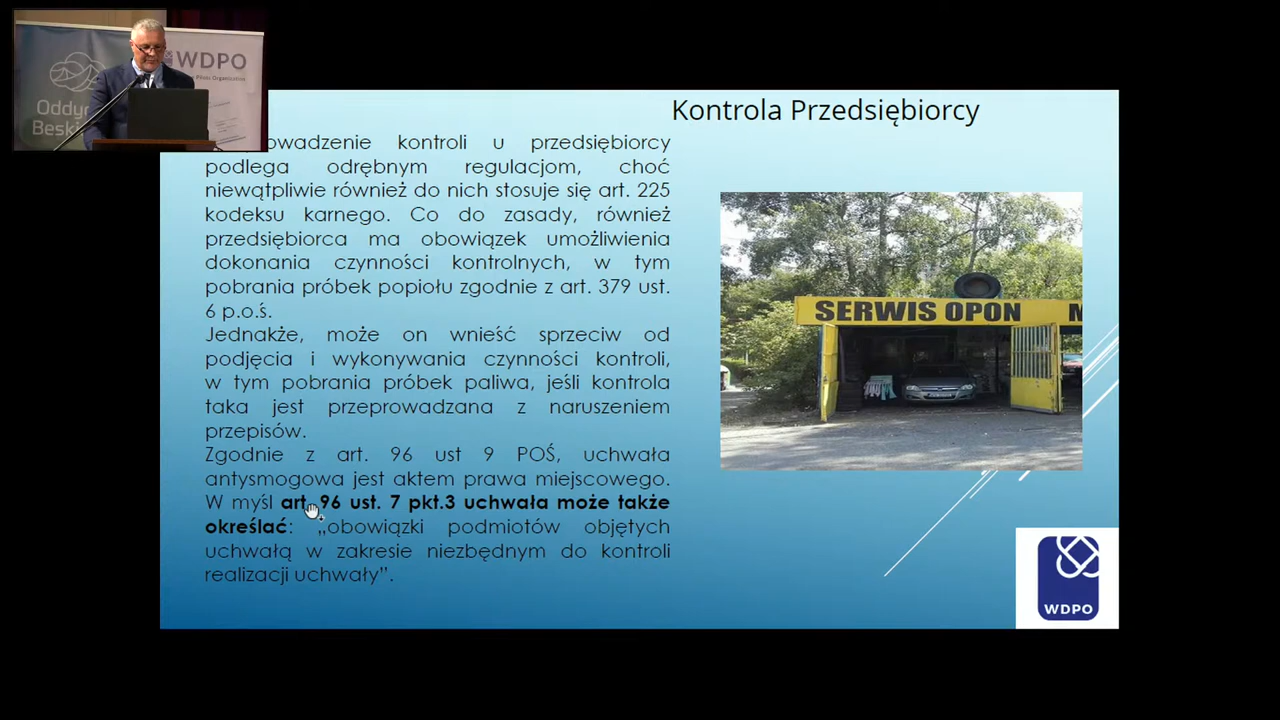 WDPO
Pilots Organization
Kontrola Przedsiębiorcy
kontroli u przedsiębiorcy
podlega odrębnym regulacjom, choć
niewątpliwie również do nich stosuje się art. 225
kodeksu karnego. Co do zasady, również
przedsiębiorca ma obowiązek umożliwienia
dokonania czynności kontrolnych, w tym
pobrania próbek popiołu zgodnie z art. 379 ust.
6 p.o.ś.
Jednakże, może on wnieść sprzeciw od
podjęcia i wykonywania czynności kontroli,
w tym pobrania próbek paliwa, jeśli kontrola
taka jest przeprowadzana z naruszeniem
przepisów.
Zgodnie z art. 96 ust 9 POŚ, uchwała
antysmogowa jest aktem prawa miejscowego.
W myśl art. 96 ust. 7 pkt.3 uchwała może także
określać: „obowiązki podmiotów objętych
uchwałą w zakresie niezbędnym do kontroli
realizacji uchwały”.
SERWIS OPON M
WDPO